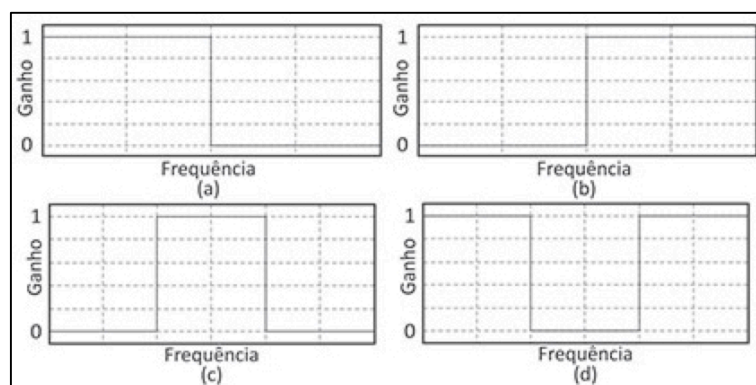 1
Ganho
0
Frequência
(a)
1
Ganho
0
Frequência
(b)
1
Ganho
0
Frequência
(c)
1
Ganho
0
Frequência
(d)